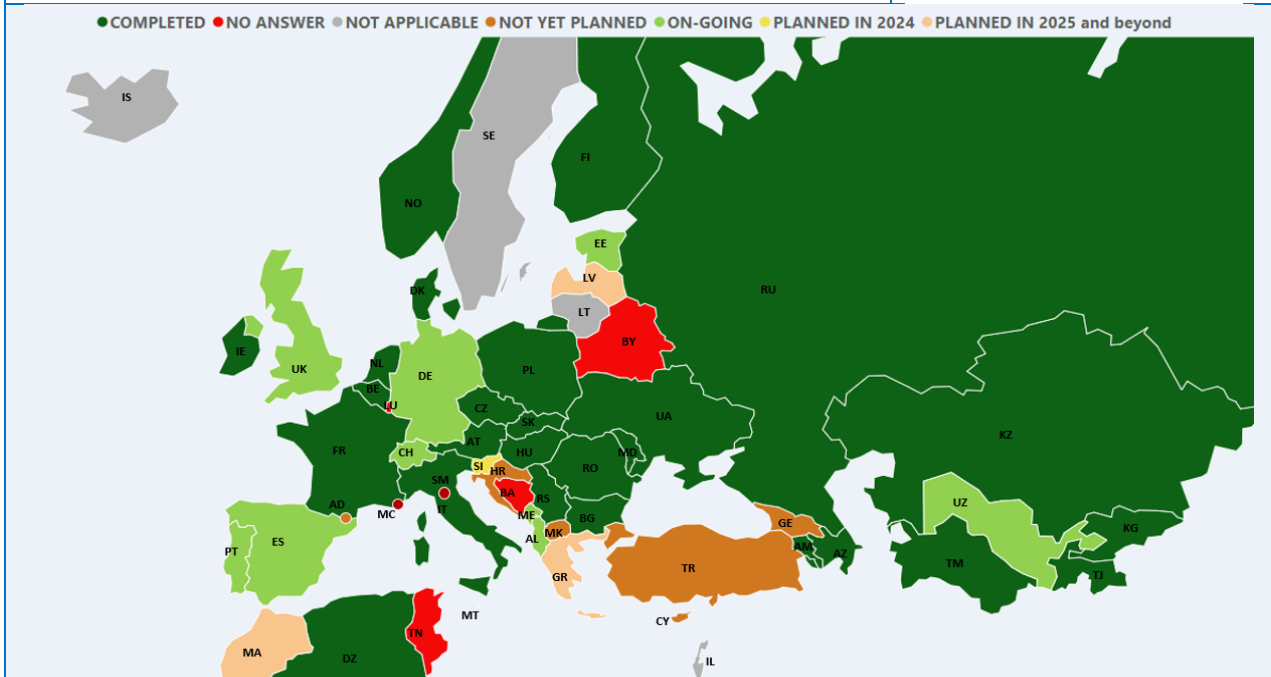 COMPLETED NO ANSWER NOT APPLICABLE NOT YET PLANNED ON-GOING PLANNED IN 2024 PLANNED IN 2025 and beyond
IS
SE
FI
NO
EE
LV
RU
DK
LT
BY
IE
NL
UK
PL
DE
BE
LU
CZ
UA
SK
KZ
AT
FR
CH
HU
MD
SI
HR
RO
SM
BA
RS
AD
UZ
MC
IT
ME
BG
GE
KG
MK
ES
AL
PT
AM
AZ
TM
TR
GR
TJ
MT
CY
TN
MA
DZ
IL